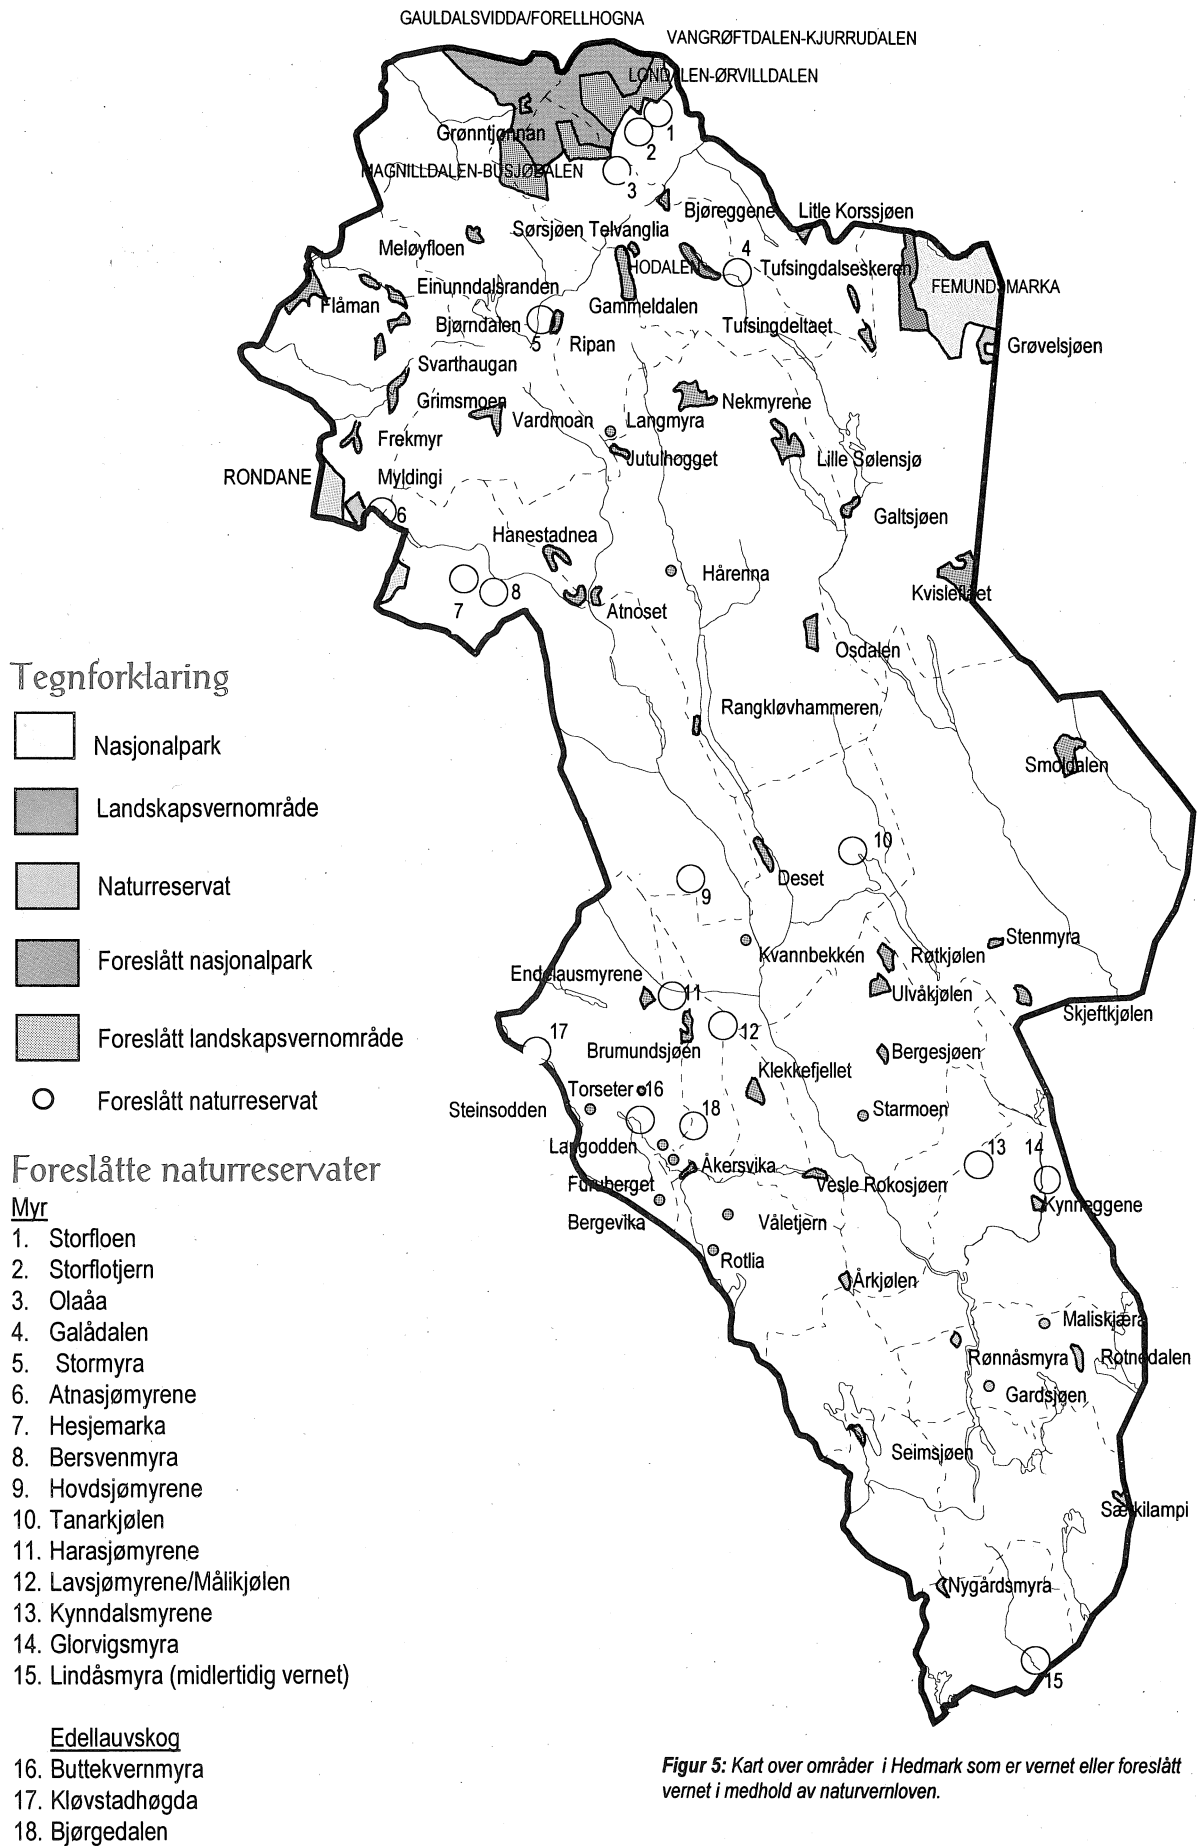 GAULDALSVIDDA/FORELLHOGNA
VANGRØFTDALEN-KJURRUDALEN
LONDALEN-ØRVILLDALEN
Grønntjønnan
1
2
MAGNILLDALEN-BUSJØDALEN
3
Bjøreggene
Litle Korssjøen
Sørsjøen Telvanglia
Meløyfloen
4
HODALEN
Tufsingdalseskeren
Einunndalsranden
FEMUNDSMARKA
Flåman
Gammeldalen
Bjørndalen
Tufsingdeltaet
5
Ripan
Grøvelsjøen
Svarthaugan
Grimsmoen
Nekmyrene
Vardmoan
Langmyra
Frekmyr
Jutulhogget
Lille Sølensjø
RONDANE
Myldingi
6
Galtsjøen
Hanestadnea
Hårenna
Kvisleflået
7
8
Atnoset
Osdalen
Tegnforklaring
Rangkløvhammeren
Nasjonalpark
Smoldalen
Landskapsvernområde
10
Naturreservat
9
Deset
Foreslått nasjonalpark
Kvannbekken
Røtkjølen
Stenmyra
Endelausmyrene
11
Ulvåkjølen
Skjeftkjølen
Foreslått landskapsvernområde
17
12
Brumundsjøen
Bergesjøen
Klekkefjellet
Foreslått naturreservat
Torseter
16
Steinsodden
18
Starmoen
Langodden
13
14
Foreslåtte naturreservater
Åkersvika
Furuberget
Vesle Rokosjøen
Kynneggene
Bergevika
Våletjern
Rotlia
Årkjølen
Maliskjæra
Rønnåsmyra
Rotnedalen
Gardsjøen
Seimsjøen
Særkilampi
Nygårdsmyra
15
Myr
1. Storfloen
2. Storflotjern
3. Olaåa
4. Galådalen
5. Stormyra
6. Atnasjømyrene
7. Hesjemarka
8. Bersvenmyra
9. Hovdsjømyrene
10. Tanarkjølen
11. Harasjømyrene
12. Lavsjømyrene/Målikjølen
13. Kynndalsmyrene
14. Glorvigsmyra
15. Lindåsmyra (midlertidig vernet)
Edellauvskog
16. Buttekvernmyra
17. Kløvstadhøgda
18. Bjørgedalen
Figur 5: Kart over områder i Hedmark som er vernet eller foreslått
vernet i medhold av naturvernloven.